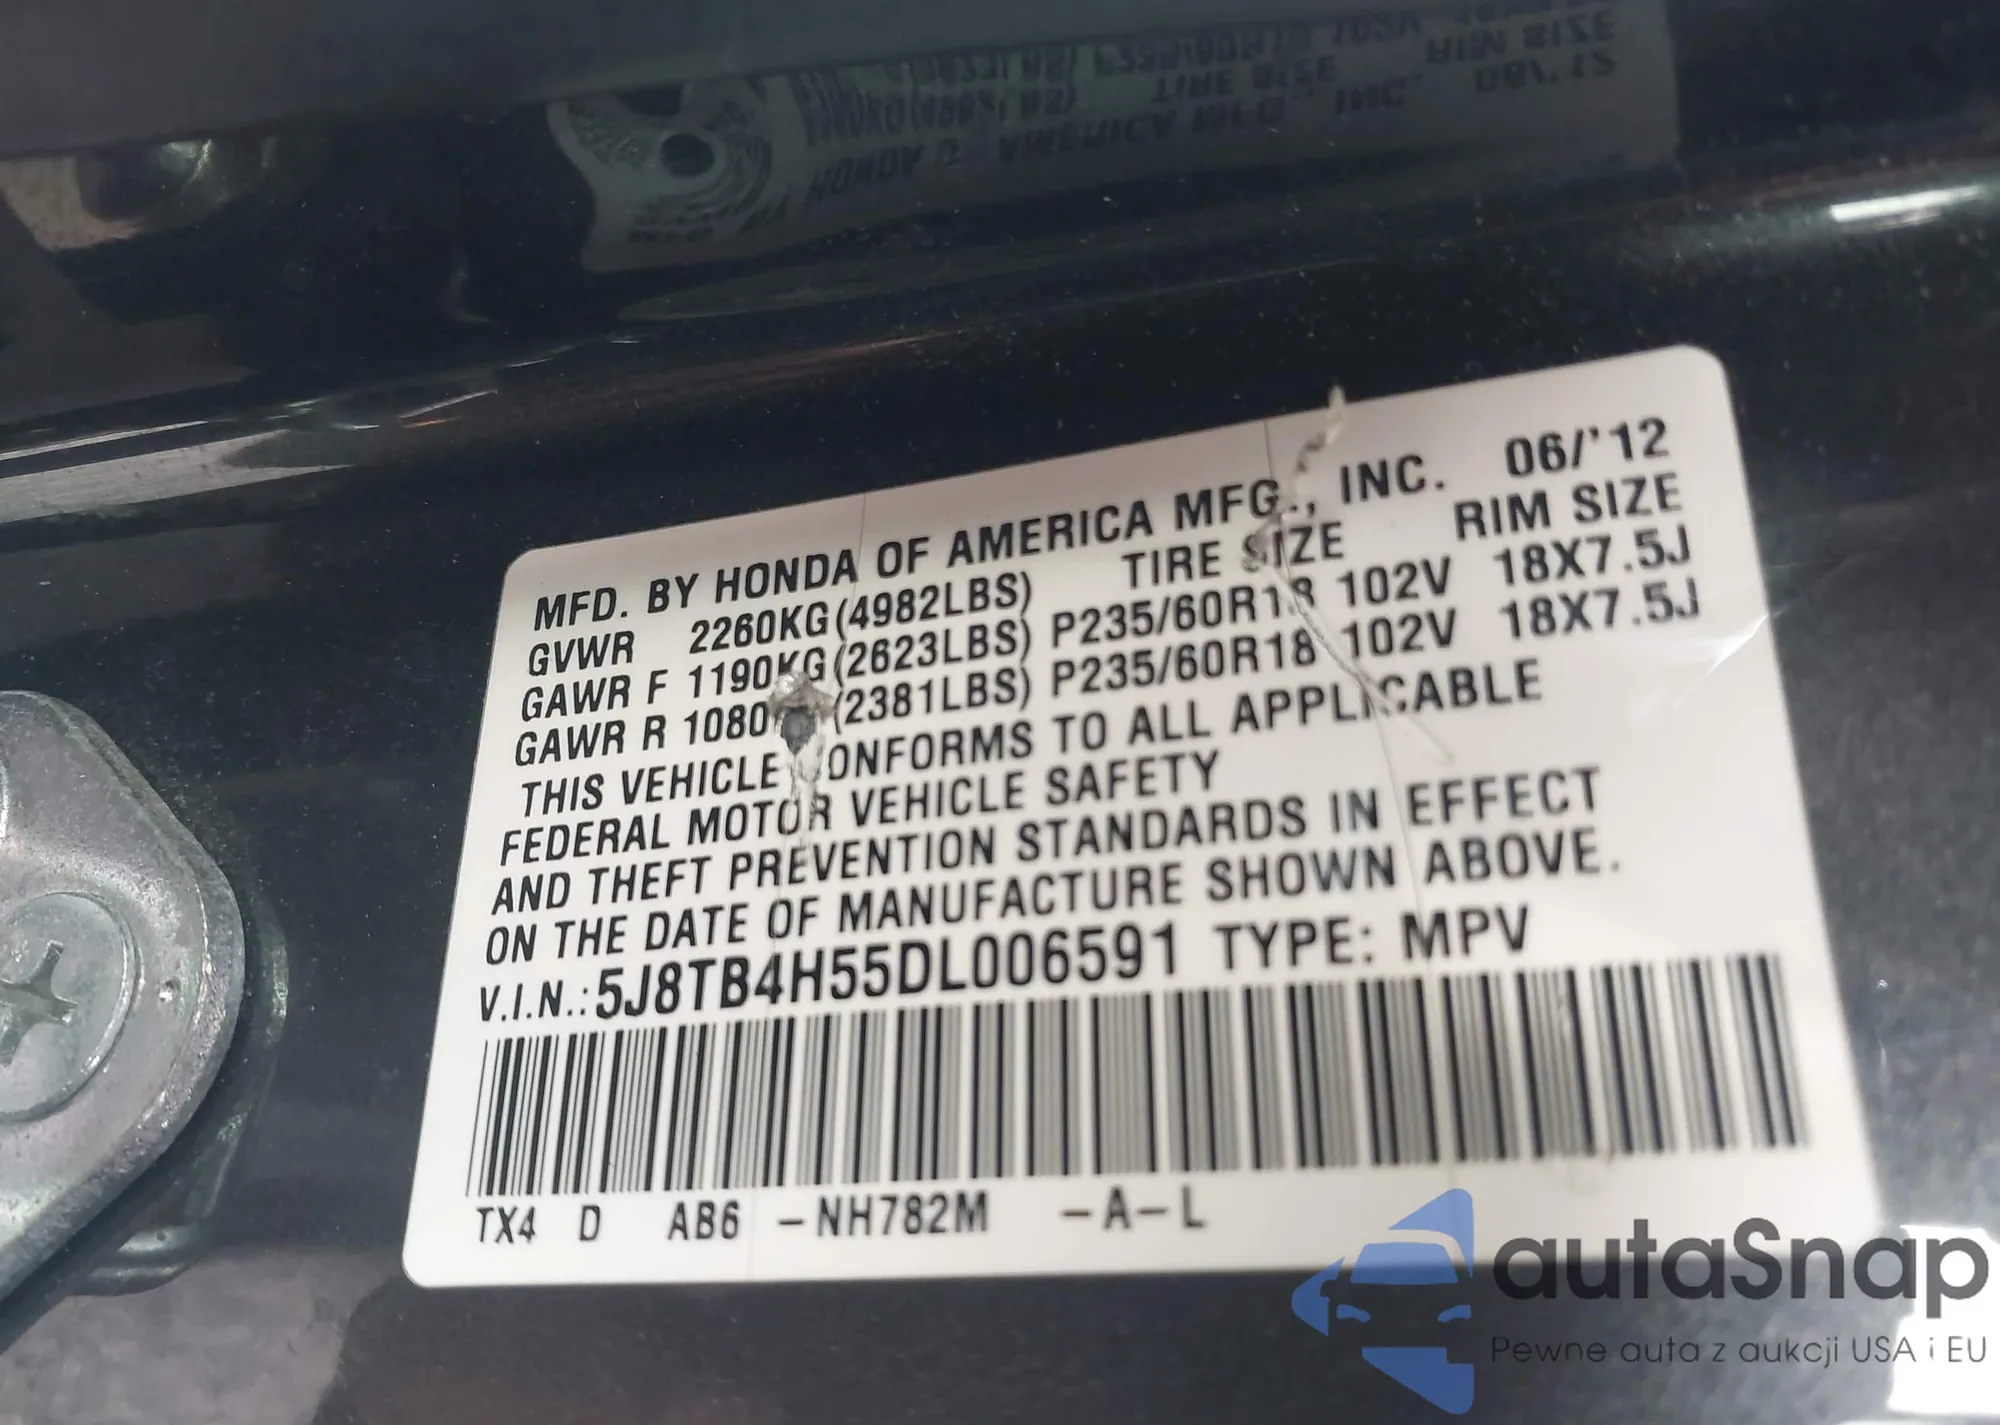 MFD. BY HONDA OF AMERICA MFG., INC. 06/'12
GVWR 2260KG(4982LBS) TIRE SIZE RIM SIZE
GAWR F 1190KG(2623LBS) P235/60R18 102V 18X7.5J
GAWR R 1080 (2381LBS) P235/60R18 102V 18X7.5J
THIS VEHICLE CONFORMS TO ALL APPLICABLE
FEDERAL MOTOR VEHICLE SAFETY
AND THEFT PREVENTION STANDARDS IN EFFECT
ON THE DATE OF MANUFACTURE SHOWN ABOVE.
V.I.N.:5J8TB4H55DL006591 TYPE: MPV
TX4 D AB6 -NH782M -A-L
autaSnap
Pewne auta z aukcji USA i EU